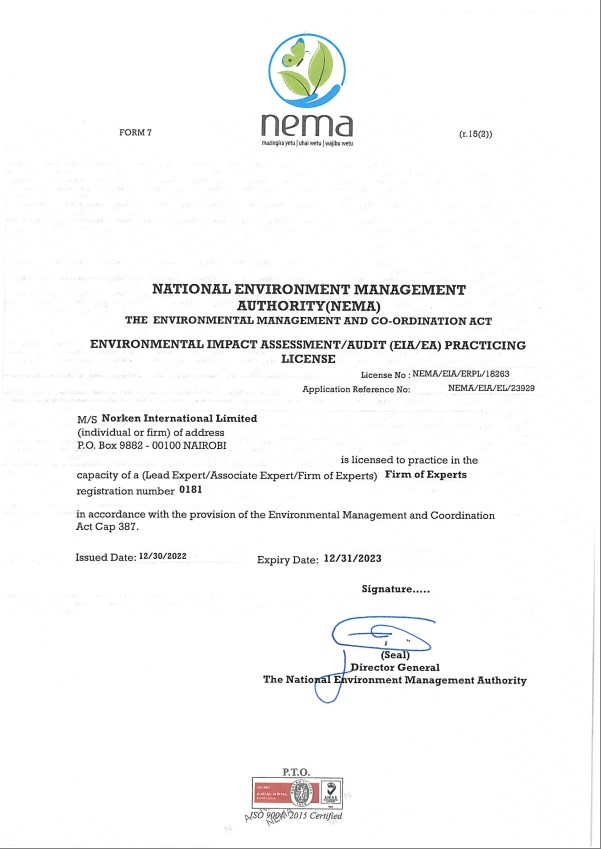 nema
mazingira yetu | uhai wetu | wajibu wetu
FORM 7
(r.15(2))
NATIONAL ENVIRONMENT MANAGEMENT
AUTHORITY(NEMA)
THE ENVIRONMENTAL MANAGEMENT AND CO-ORDINATION ACT
ENVIRONMENTAL IMPACT ASSESSMENT/AUDIT (EIA/EA) PRACTICING
LICENSE
License No : NEMA/EIA/ERPL/18263
Application Reference No: NEMA/EIA/EL/23929
M/S Norken International Limited
(individual or firm) of address
P.O. Box 9882 - 00100 NAIROBI
is licensed to practice in the
capacity of a (Lead Expert/Associate Expert/Firm of Experts) Firm of Experts
registration number 0181
in accordance with the provision of the Environmental Management and Coordination
Act Cap 387.
Issued Date: 12/30/2022 Expiry Date: 12/31/2023
Signature.....
(Seal)
Director General
The National Environment Management Authority
P.T.O.
BUREAU VERITAS
UKAS
ISO 9001: 2015 Certified